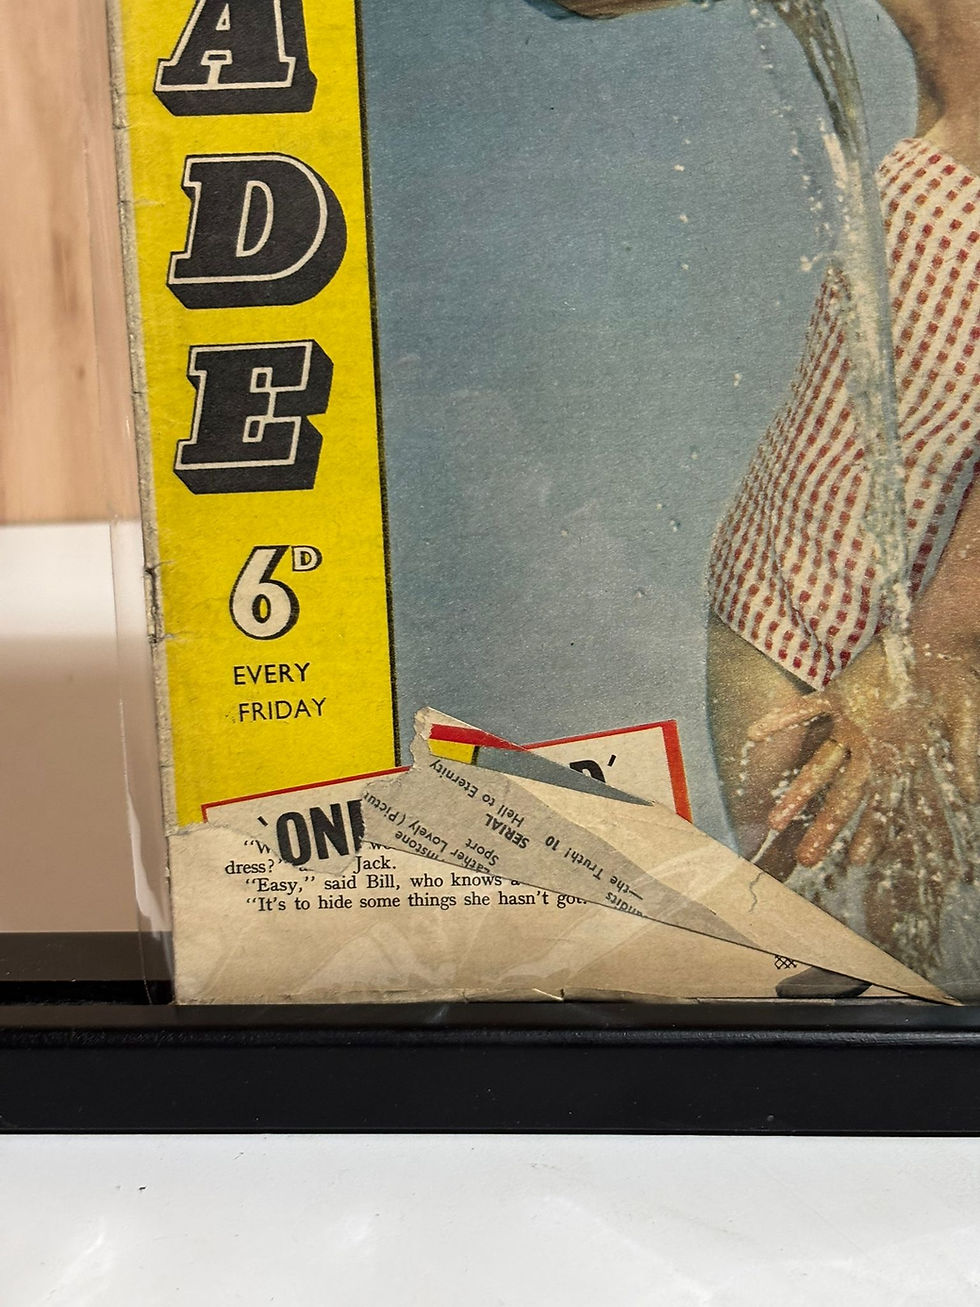 ADE
6D
EVERY
FRIDAY
'ON
D'
dress?" Jack.
"Easy," said Bill, who knows
"It's to hide some things she hasn't got
Lovely
Sport
SERIAL
Hell to Eternity
—the Truth! 10